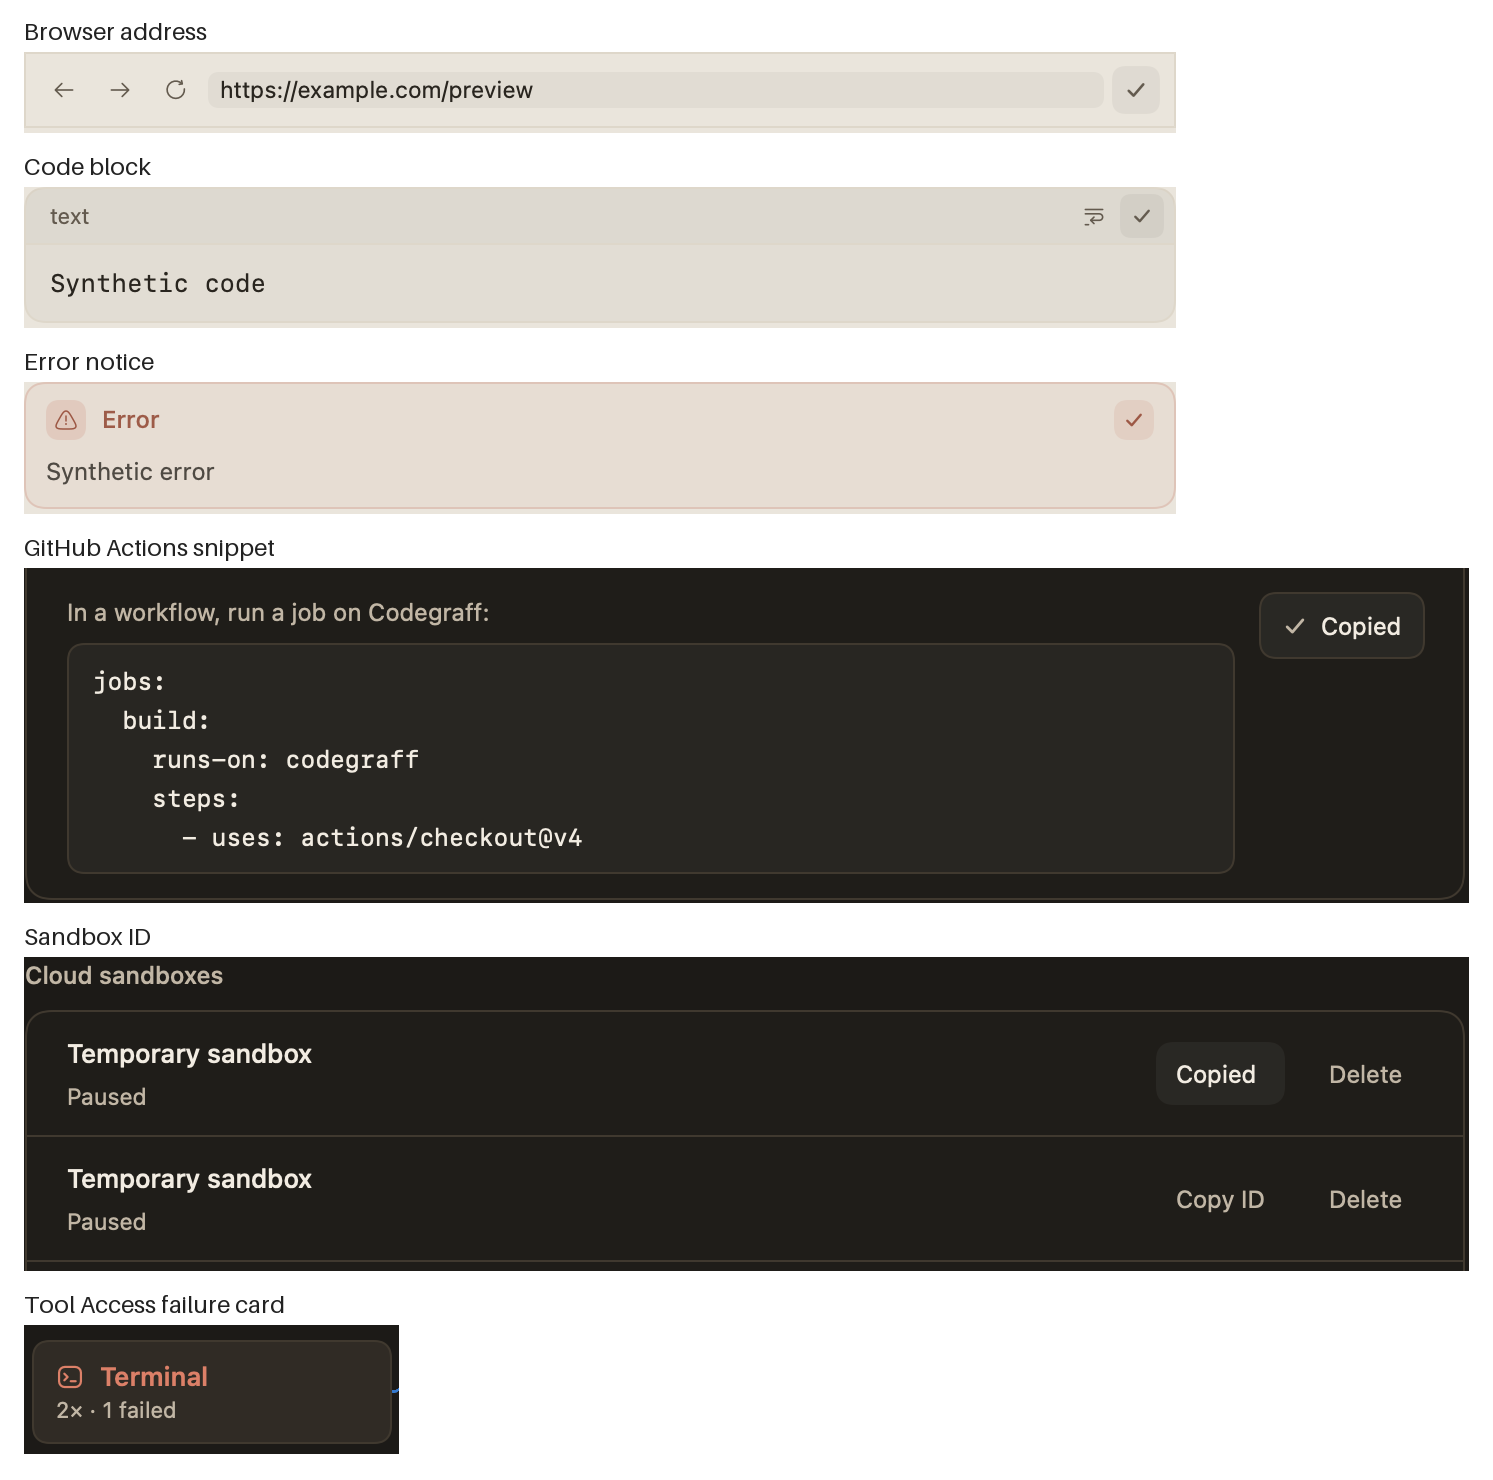 Browser address
https://example.com/preview
Code block
text
Synthetic code
Error notice
Error
Synthetic error
GitHub Actions snippet
In a workflow, run a job on Codegraff:
Copied
jobs:
  build:
    runs-on: codegraff
    steps:
      - uses: actions/checkout@v4
Sandbox ID
Cloud sandboxes
Temporary sandbox
Paused
Copied
Delete
Temporary sandbox
Paused
Copy ID
Delete
Tool Access failure card
Terminal
2× · 1 failed